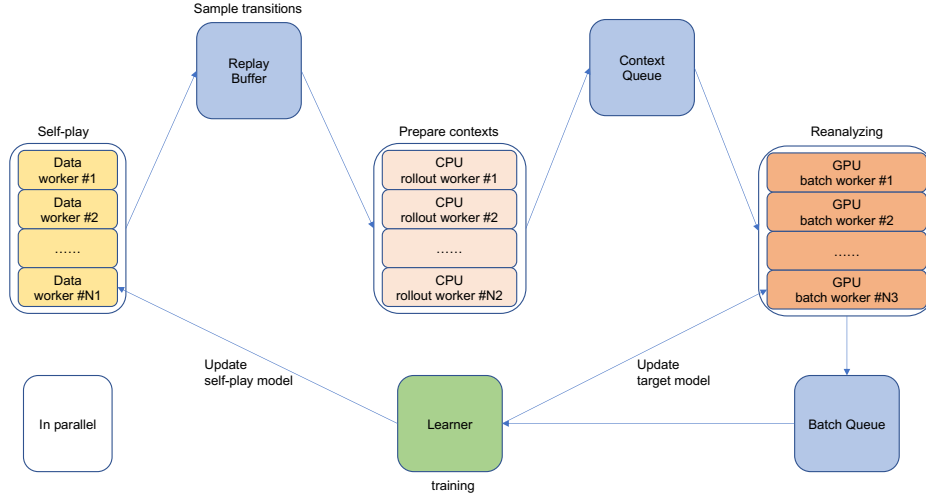 Sample transitions
Replay
Buffer
Context
Queue
Self-play
Data
worker #1
Data
worker #2
......
Data
worker #N1
Prepare contexts
CPU
rollout worker #1
CPU
rollout worker #2
......
CPU
rollout worker #N2
Reanalyzing
GPU
batch worker #1
GPU
batch worker #2
......
GPU
batch worker #N3
Update
self-play model
Update
target model
In parallel
Learner
Batch Queue
training